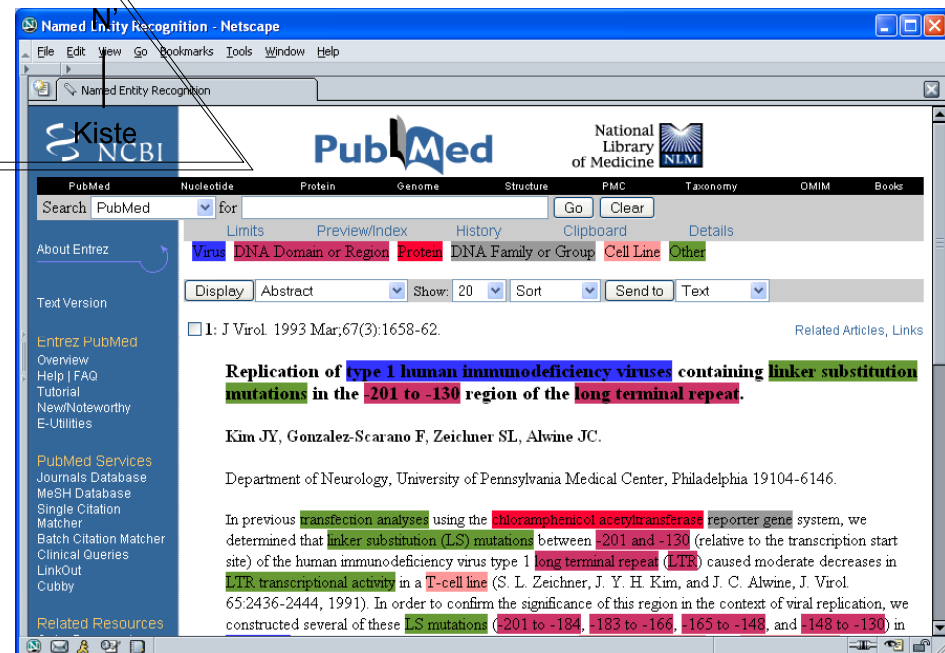 Named Entity Recognition - Netscape
N'
File Edit View Go Bookmarks Tools Window Help
Named Entity Recognition
Kiste
NCBI
PubMed
National
Library
of Medicine NLM
PubMed Nucleotide Protein Genome Structure PMC Taxonomy OMIM Books
Search PubMed for Go Clear
Limits Preview/Index History Clipboard Details
About Entrez
Virus DNA Domain or Region Protein DNA Family or Group Cell Line Other
Display Abstract Show: 20 Sort Send to Text
Text Version
1: J Virol. 1993 Mar;67(3):1658-62. Related Articles, Links
Entrez PubMed
Overview
Help | FAQ
Tutorial
New/Noteworthy
E-Utilities
Replication of type 1 human immunodeficiency viruses containing linker substitution
mutations in the -201 to -130 region of the long terminal repeat.
Kim JY, Gonzalez-Scarano F, Zeichner SL, Alwine JC.
PubMed Services
Journals Database
MeSH Database
Single Citation
Matcher
Batch Citation Matcher
Clinical Queries
LinkOut
Cubby
Department of Neurology, University of Pennsylvania Medical Center, Philadelphia 19104-6146.
In previous transfection analyses using the chloramphenicol acetyltransferase reporter gene system, we
determined that linker substitution (LS) mutations between -201 and -130 (relative to the transcription start
site) of the human immunodeficiency virus type 1 long terminal repeat (LTR) caused moderate decreases in
LTR transcriptional activity in a T-cell line (S. L. Zeichner, J. Y. H. Kim, and J. C. Alwine, J. Virol.
65:2436-2444, 1991). In order to confirm the significance of this region in the context of viral replication, we
constructed several of these LS mutations (-201 to -184, -183 to -166, -165 to -148, and -148 to -130) in
Related Resources